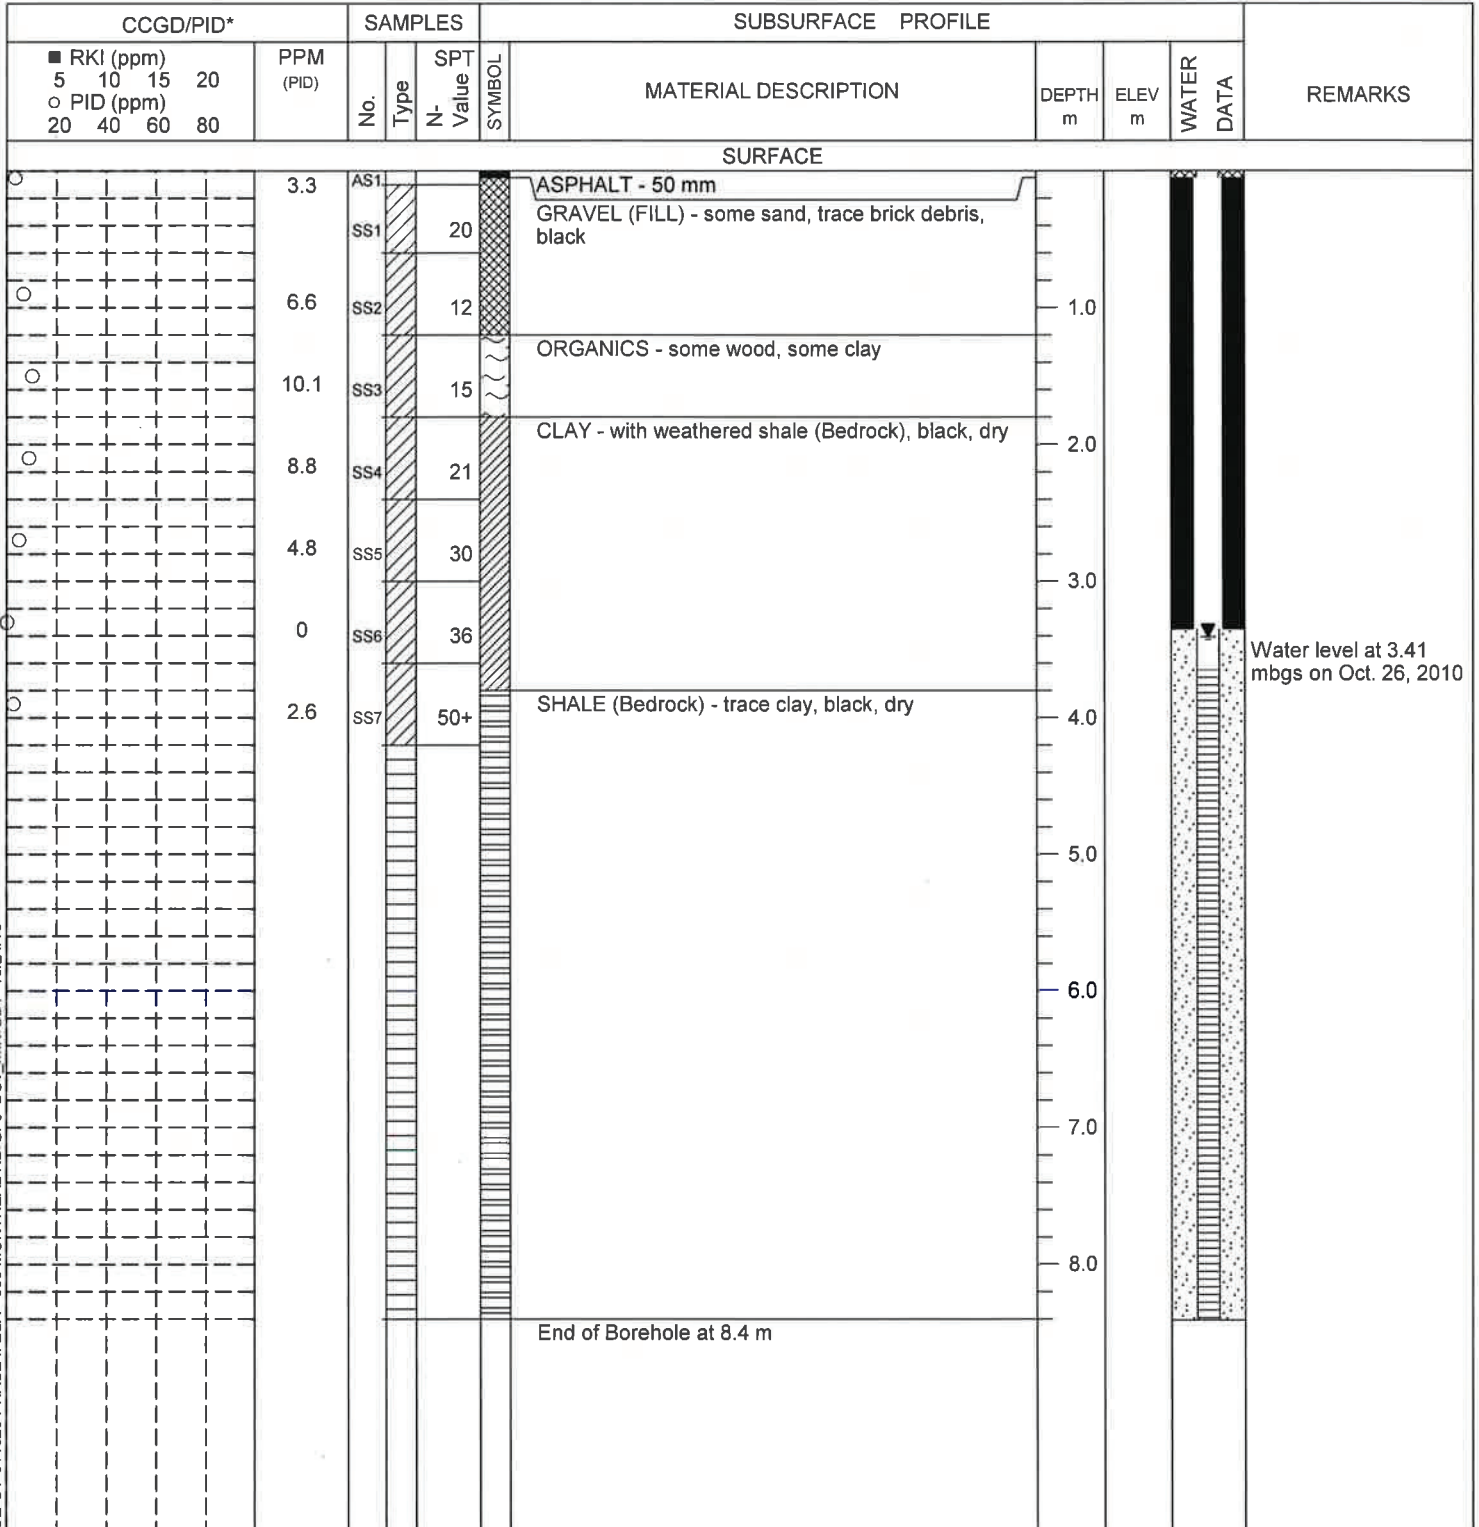 CCGD/PID*
SAMPLES
SUBSURFACE PROFILE
■ RKI (ppm)
5 10 15 20
○ PID (ppm)
20 40 60 80
PPM
(PID)
No.
Type
SPT
N-Value
SYMBOL
MATERIAL DESCRIPTION
DEPTH
m
ELEV
m
WATER
DATA
REMARKS
SURFACE
3.3
AS1
ASPHALT - 50 mm
SS1
20
GRAVEL (FILL) - some sand, trace brick debris,
black
6.6
SS2
12
1.0
ORGANICS - some wood, some clay
10.1
SS3
15
CLAY - with weathered shale (Bedrock), black, dry
2.0
8.8
SS4
21
4.8
SS5
30
3.0
0
SS6
36
Water level at 3.41
mbgs on Oct. 26, 2010
2.6
SS7
50+
SHALE (Bedrock) - trace clay, black, dry
4.0
5.0
6.0
7.0
8.0
End of Borehole at 8.4 m